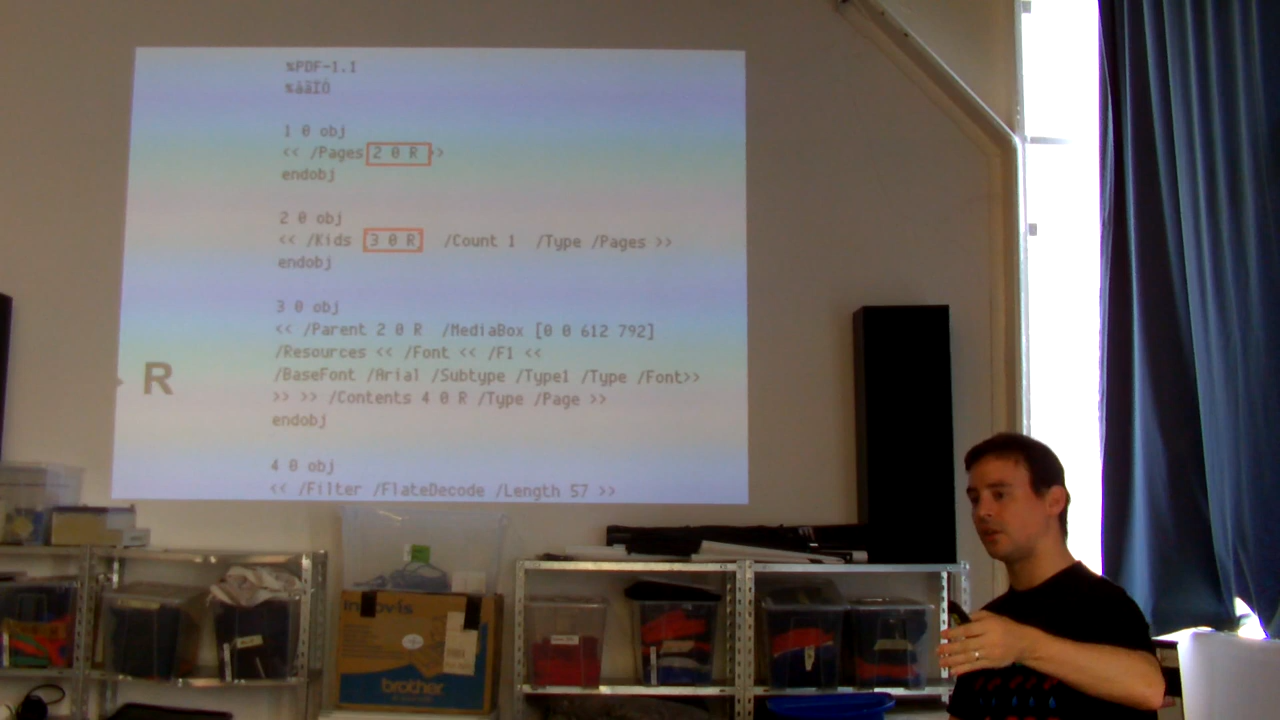 %PDF-1.1
%âãÏÓ
1 0 obj
<< /Pages 2 0 R >>
endobj
2 0 obj
<< /Kids [3 0 R] /Count 1 /Type /Pages >>
endobj
3 0 obj
<< /Parent 2 0 R /MediaBox [0 0 612 792]
/Resources << /Font << /F1 <<
/BaseFont /Arial /Subtype /Type1 /Type /Font>>
>> >> /Contents 4 0 R /Type /Page >>
endobj
R
4 0 obj
<< /Filter /FlateDecode /Length 57 >>
brother